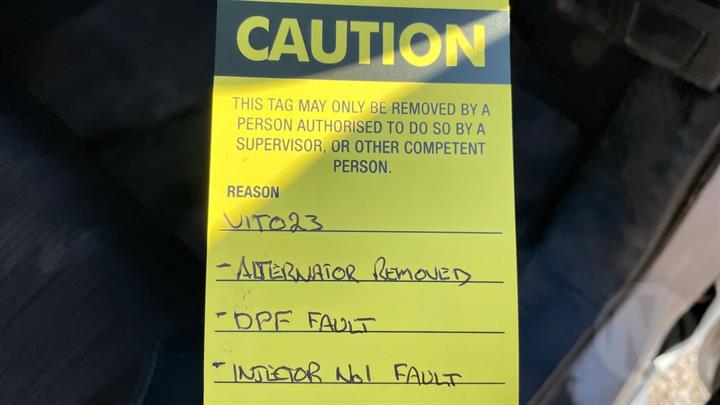 CAUTION
THIS TAG MAY ONLY BE REMOVED BY A
PERSON AUTHORISED TO DO SO BY A
SUPERVISOR, OR OTHER COMPETENT
PERSON.
REASON
VITO23
- ALTERNATOR REMOVED
- DPF FAULT
- INJECTOR No1 FAULT